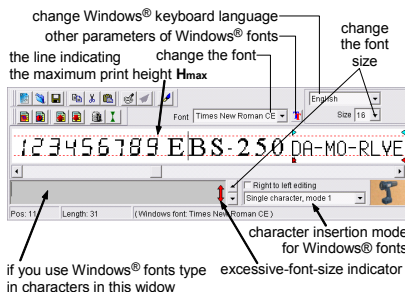 change Windows® keyboard language
other parameters of Windows® fonts
the line indicating
the maximum print height Hmax
change the font
change
the font
size
English
Font
Times New Roman CE
Size
16
123456789 EBS-250 DA-MO-RLVE
Right to left editing
Single character, mode 1
Pos: 11
Length: 31
(Windows font: Times New Roman CE )
character insertion mode
for Windows® fonts
if you use Windows® fonts type
in characters in this widow
excessive-font-size indicator